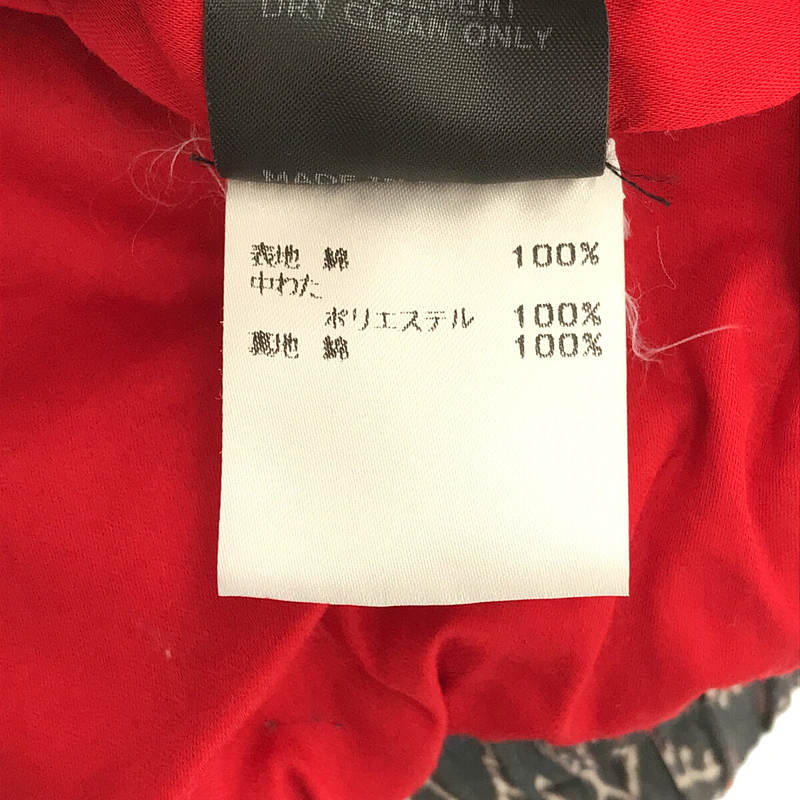 DRY CLEAN ONLY
MADE
表地 綿 100%
中わた
ポリエステル 100%
裏地 綿 100%